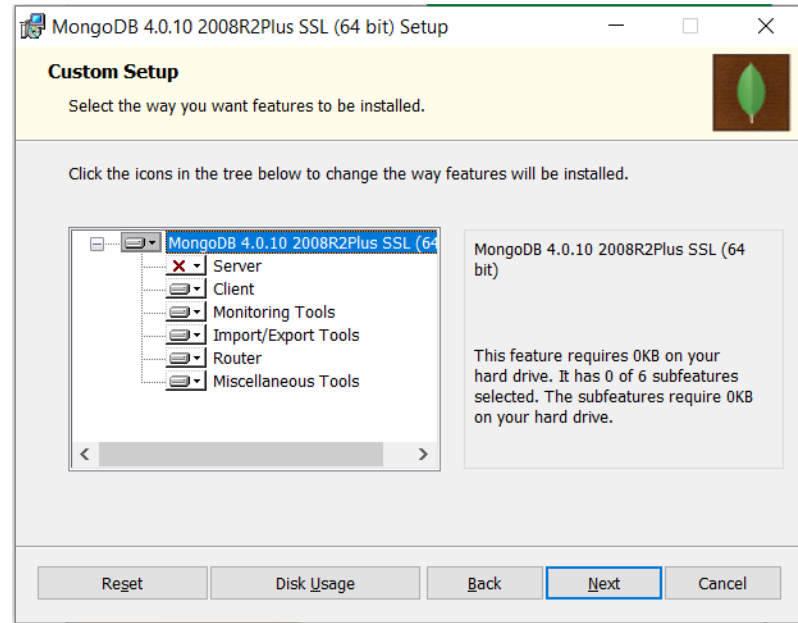 MongoDB 4.0.10 2008R2Plus SSL (64 bit) Setup
Custom Setup
Select the way you want features to be installed.
Click the icons in the tree below to change the way features will be installed.
MongoDB 4.0.10 2008R2Plus SSL (64
Server
Client
Monitoring Tools
Import/Export Tools
Router
Miscellaneous Tools
MongoDB 4.0.10 2008R2Plus SSL (64
bit)
This feature requires 0KB on your
hard drive. It has 0 of 6 subfeatures
selected. The subfeatures require 0KB
on your hard drive.
Reset
Disk Usage
Back
Next
Cancel